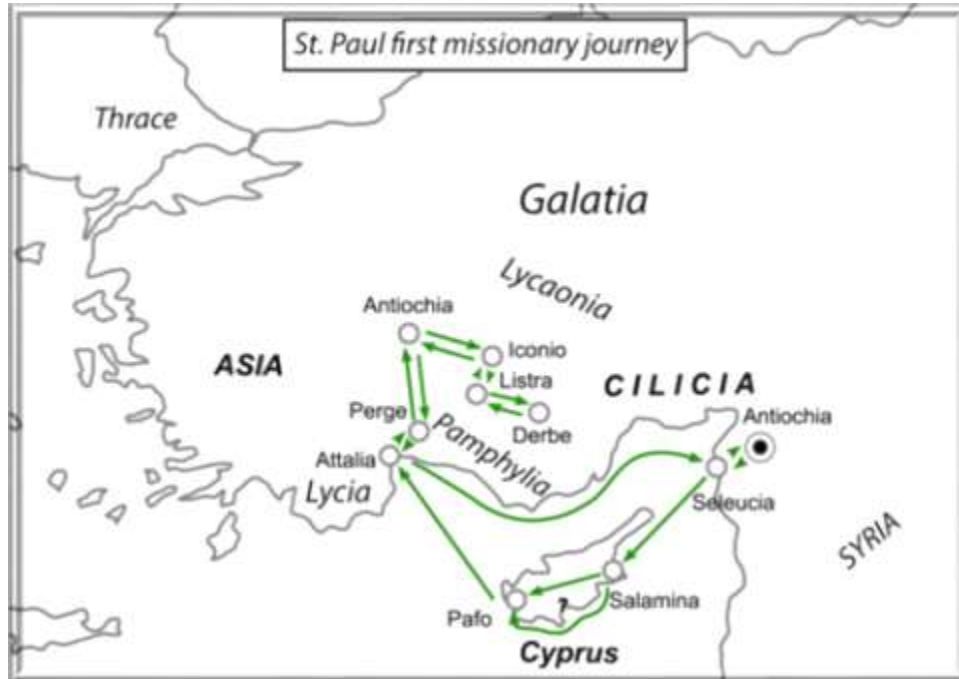 St. Paul first missionary journey
Thrace
Galatia
Lycaonia
Antiochia
Iconio
ASIA
Listra
CILICIA
Perge
Derbe
Antiochia
Pamphylia
Attalia
Lycia
Seleucia
SYRIA
Salamina
Pafo
?
Cyprus